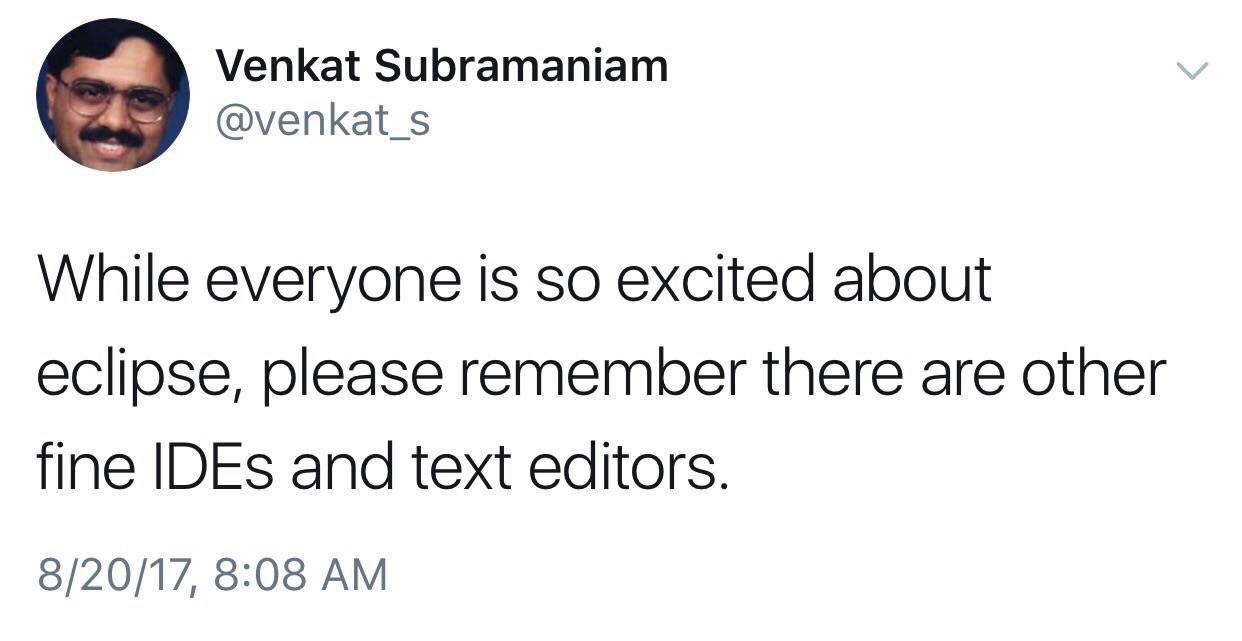 Venkat Subramaniam
@venkat_s
While everyone is so excited about
eclipse, please remember there are other
fine IDEs and text editors.
8/20/17, 8:08 AM